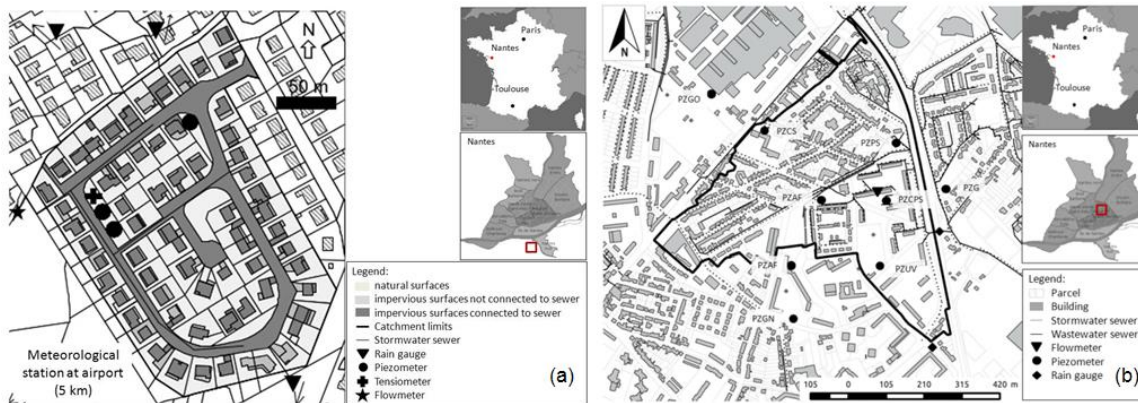 N
50 m
Meteorological
station at airport
(5 km)
(a)
Paris
Nantes
Toulouse
Nantes
Legend:
natural surfaces
impervious surfaces not connected to sewer
impervious surfaces connected to sewer
Catchment limits
Stormwater sewer
Rain gauge
Piezometer
Tensiometer
Flowmeter
N
PZGO
PZCS
PZPS
PZG
PZAF
PZCPS
PZAF
PZUV
PZGN
105 0 105 210 420 m
(b)
Paris
Nantes
Toulouse
Nantes
Legend:
Parcel
Building
Stormwater sewer
Wastewater sewer
Flowmeter
Piezometer
Rain gauge